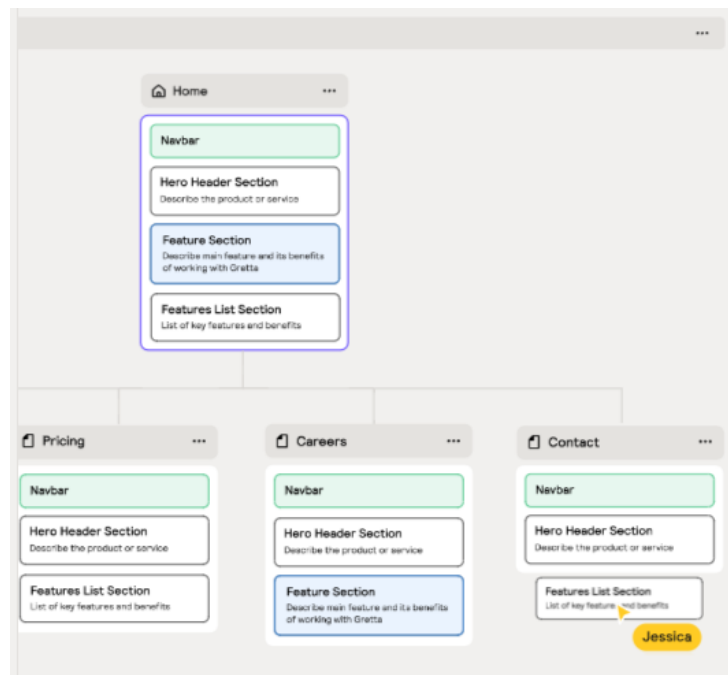 Home
Navbar
Hero Header Section
Describe the product or service
Feature Section
Describe main feature and its benefits
of working with Gretta
Features List Section
List of key features and benefits
Pricing
Navbar
Hero Header Section
Describe the product or service
Features List Section
List of key features and benefits
Careers
Navbar
Hero Header Section
Describe the product or service
Feature Section
Describe main feature and its benefits
of working with Gretta
Contact
Navbar
Hero Header Section
Describe the product or service
Features List Section
List of key feature and benefits
Jessica